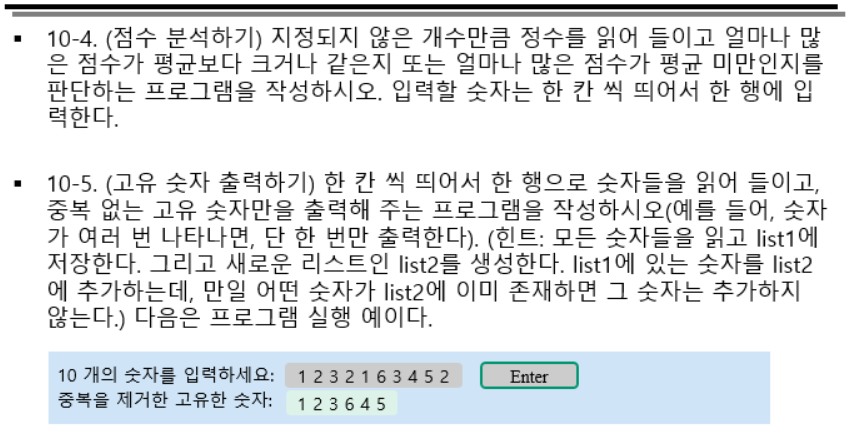 ▪ 10-4. (점수 분석하기) 지정되지 않은 개수만큼 정수를 읽어 들이고 얼마나 많
은 점수가 평균보다 크거나 같은지 또는 얼마나 많은 점수가 평균 미만인지를
판단하는 프로그램을 작성하시오. 입력할 숫자는 한 칸 씩 띄어서 한 행에 입
력한다.
▪ 10-5. (고유 숫자 출력하기) 한 칸 씩 띄어서 한 행으로 숫자들을 읽어 들이고,
중복 없는 고유 숫자만을 출력해 주는 프로그램을 작성하시오(예를 들어, 숫자
가 여러 번 나타나면, 단 한 번만 출력한다). (힌트: 모든 숫자들을 읽고 list1에
저장한다. 그리고 새로운 리스트인 list2를 생성한다. list1에 있는 숫자를 list2
에 추가하는데, 만일 어떤 숫자가 list2에 이미 존재하면 그 숫자는 추가하지
않는다.) 다음은 프로그램 실행 예이다.
10 개의 숫자를 입력하세요: 1 2 3 2 1 6 3 4 5 2 Enter
중복을 제거한 고유한 숫자: 1 2 3 6 4 5